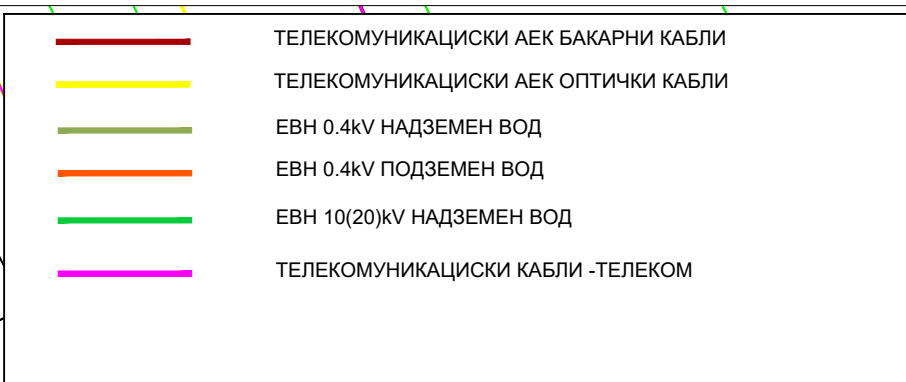 ТЕЛЕКОМУНИКАЦИСКИ АЕК БАКАРНИ КАБЛИ
ТЕЛЕКОМУНИКАЦИСКИ АЕК ОПТИЧКИ КАБЛИ
ЕВН 0.4kV НАДЗЕМЕН ВОД
ЕВН 0.4kV ПОДЗЕМЕН ВОД
ЕВН 10(20)kV НАДЗЕМЕН ВОД
ТЕЛЕКОМУНИКАЦИСКИ КАБЛИ -ТЕЛЕКОМ